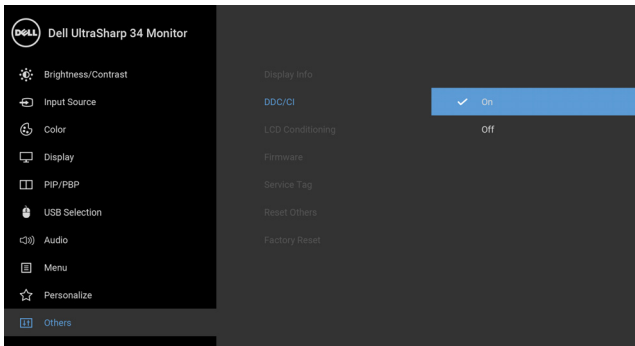 DELL Dell UltraSharp 34 Monitor
Brightness/Contrast
Input Source
Color
Display
PIP/PBP
USB Selection
Audio
Menu
Personalize
Others
Display Info
DDC/CI
LCD Conditioning
Firmware
Service Tag
Reset Others
Factory Reset
On
Off